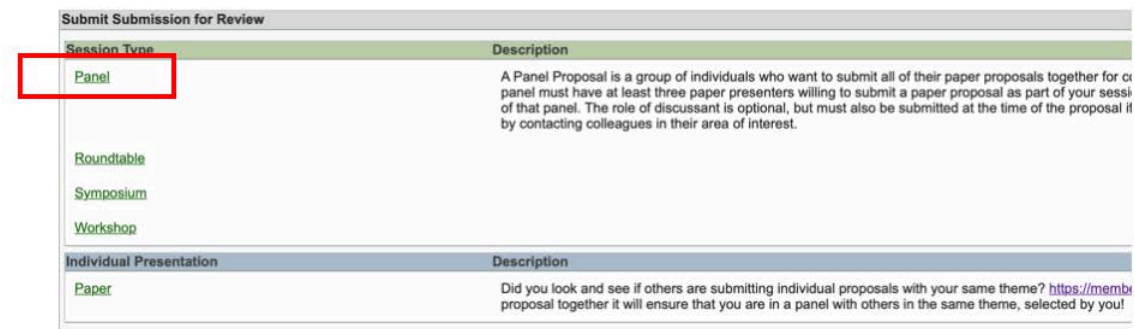 Submit Submission for Review
Session Type Description
Panel A Panel Proposal is a group of individuals who want to submit all of their paper proposals together for
panel must have at least three paper presenters willing to submit a paper proposal as part of your
of that panel. The role of discussant is optional, but must also be submitted at the time of the proposal
by contacting colleagues in their area of interest.
Roundtable
Symposium
Workshop
Individual Presentation Description
Paper Did you look and see if others are submitting individual proposals with your same theme?
proposal together it will ensure that you are in a panel with others in the same theme, selected by you!